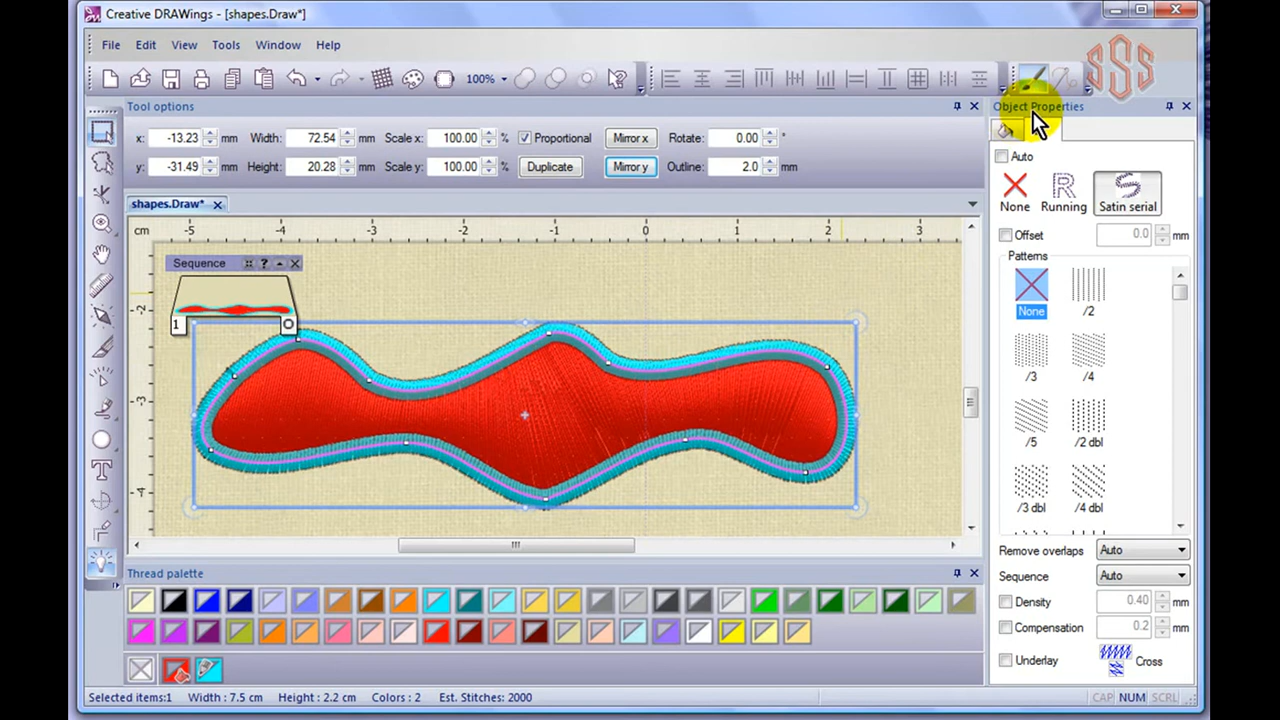 Creative DRAWings - [shapes.Draw*]
File Edit View Tools Window Help
100%
SSS
Tool options
Object Properties
x: -13.23 mm Width: 72.54 mm Scale x: 100.00 % Proportional Mirror x Rotate: 0.00 °
y: -31.49 mm Height: 20.28 mm Scale y: 100.00 % Duplicate Mirror y Outline: 2.0 mm
Auto
None Running Satin serial
shapes.Draw*
cm -5 -4 -3 -2 -1 0 1 2 3
Offset 0.0 mm
Patterns
Sequence
None /2
1
-2
/3 /4
-3
/5 /2 dbl
-4
/3 dbl /4 dbl
Remove overlaps Auto
Thread palette
Sequence Auto
Density 0.40 mm
Compensation 0.2 mm
Underlay Cross
Selected items:1 Width : 7.5 cm Height : 2.2 cm Colors : 2 Est. Stitches: 2000 CAP NUM SCRL